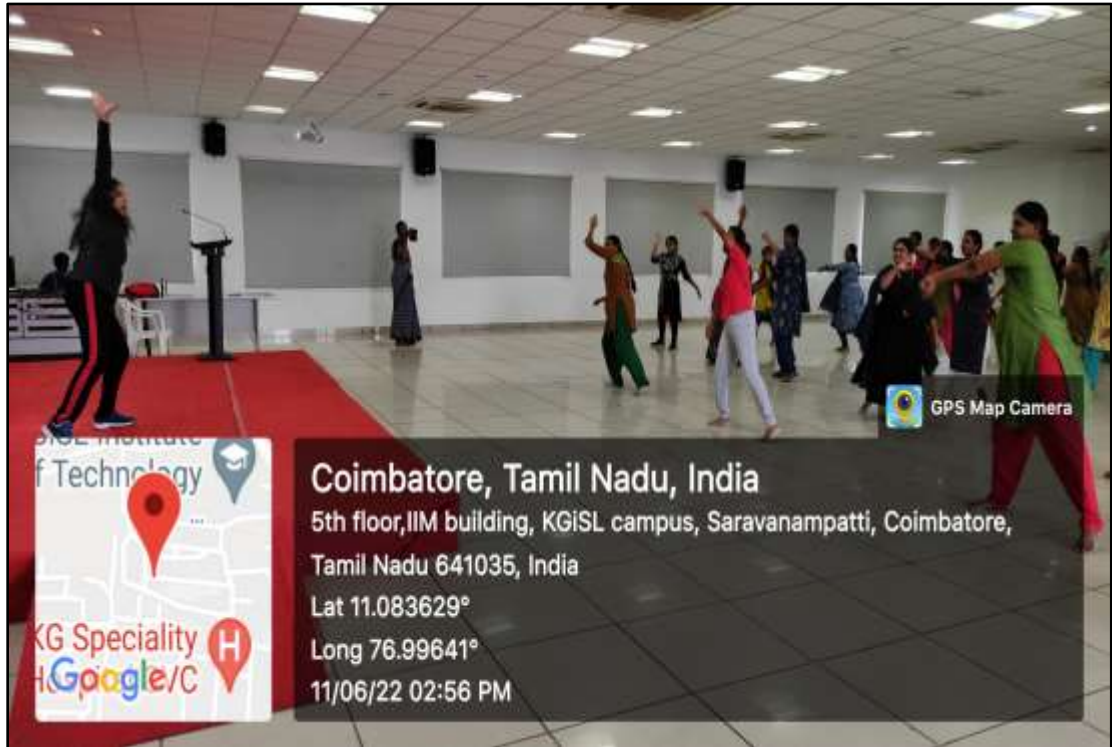 GPS Map Camera
f Technology
KG Speciality
Google
Coimbatore, Tamil Nadu, India
5th floor,IIM building, KGiSL campus, Saravanampatti, Coimbatore,
Tamil Nadu 641035, India
Lat 11.083629°
Long 76.99641°
11/06/22 02:56 PM